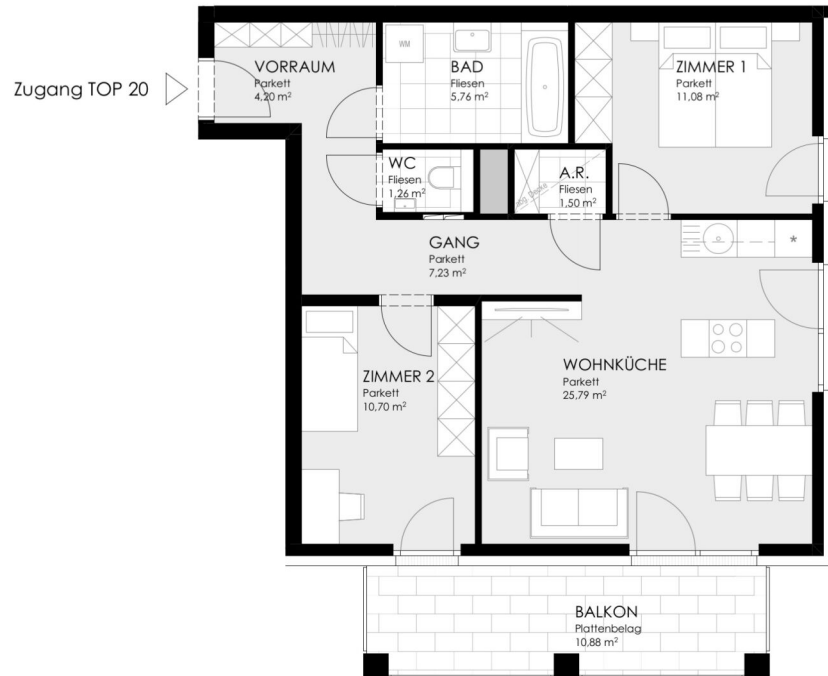 Zugang TOP 20
VORRAUM
Parkett
4,20 m²
WM
BAD
Fliesen
5,76 m²
ZIMMER 1
Parkett
11,08 m²
WC
Fliesen
1,26 m²
A.R.
Fliesen
1,50 m²
abg. Decke
GANG
Parkett
7,23 m²
*
ZIMMER 2
Parkett
10,70 m²
WOHNKÜCHE
Parkett
25,79 m²
BALKON
Plattenbelag
10,88 m²